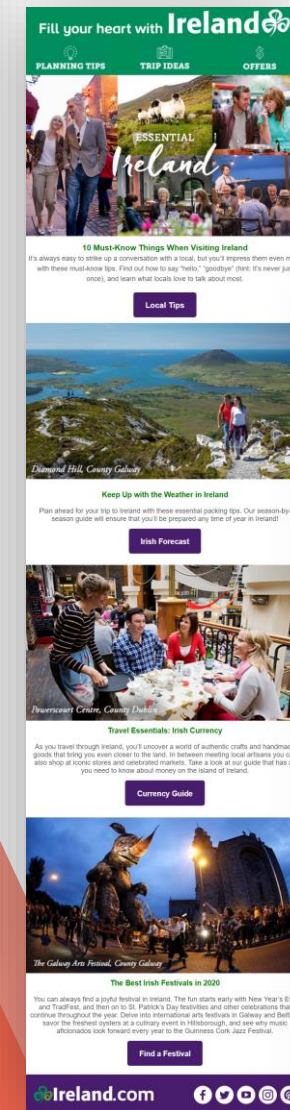 Fill your heart with Ireland
PLANNING TIPS TRIP IDEAS OFFERS
ESSENTIAL
Ireland
10 Must-Know Things When Visiting Ireland
It's always easy to strike up a conversation with a local, but you'll impress them even
with these must-know tips. Find out how to say "hello," "goodbye" (hint: It's never
once), and learn what locals love to talk about most.
Local Tips
Diamond Hill, County Galway
Keep Up with the Weather in Ireland
Plan ahead for your trip to Ireland with these essential packing tips. Our season-by-
season guide will ensure that you'll be prepared any time of year in Ireland!
Irish Forecast
Powerscourt Centre, County Dublin
Travel Essentials: Irish Currency
As you travel through Ireland, you'll uncover a world of authentic crafts and
goods that bring you even closer to the land. In between meeting local artisans you
also shop at iconic stores and celebrated markets. Take a look at our guide that has
you need to know about money on the island of Ireland.
Currency Guide
The Galway Arts Festival, County Galway
The Best Irish Festivals in 2020
You can always find a joyful festival in Ireland. The fun starts early with New Year's
and TradFest, and then on to St. Patrick's Day festivities and other celebrations
continue throughout the year. Delve into international arts festivals in Galway and
savor the freshest oysters at a culinary event in Hillsborough, and see why music
aficionados look forward every year to the Guinness Cork Jazz Festival.
Find a Festival
Ireland.com